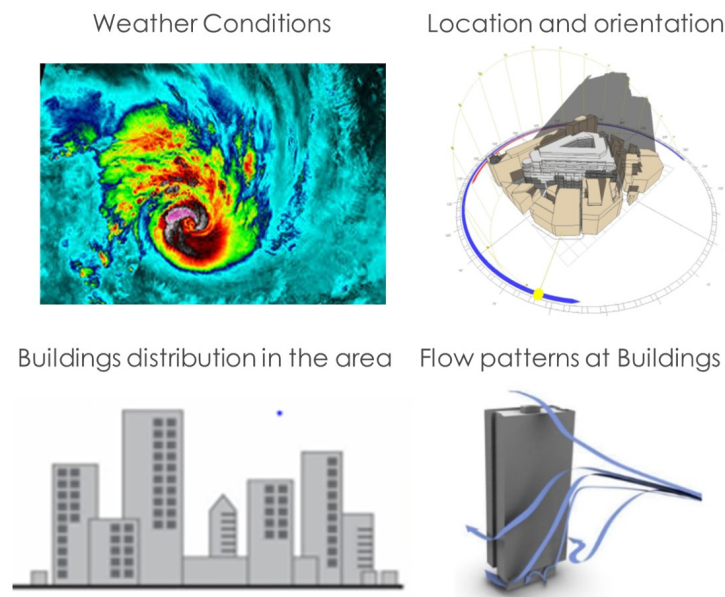 Weather Conditions
Location and orientation
Buildings distribution in the area
Flow patterns at Buildings